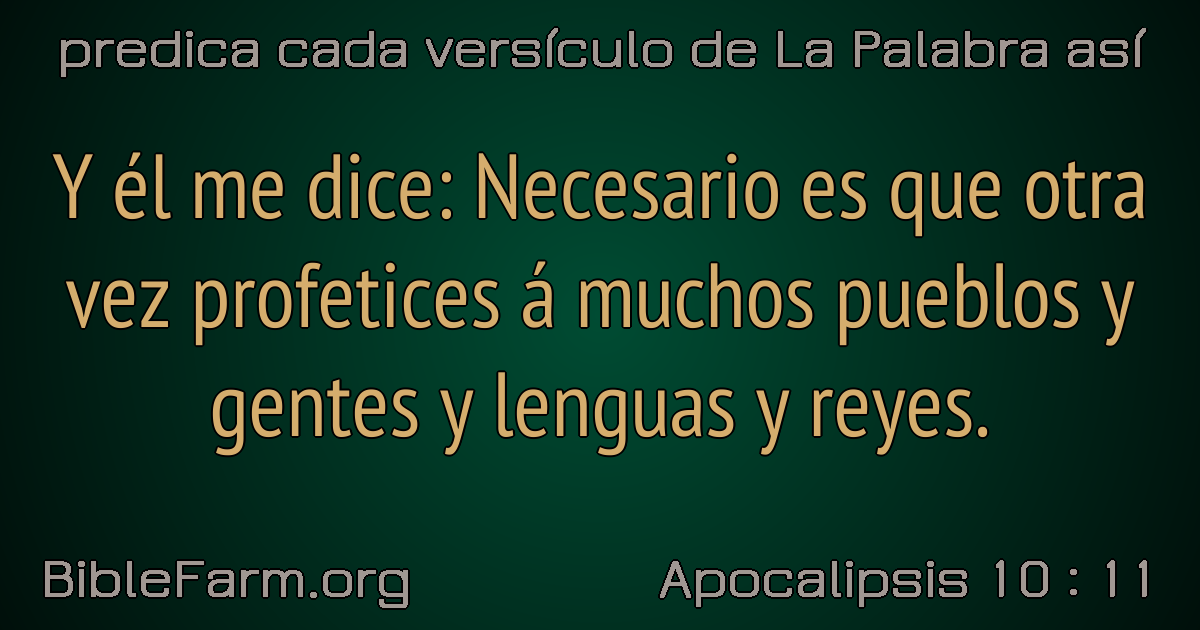 predica cada versículo de La Palabra así
Y él me dice: Necesario es que otra
vez profetices á muchos pueblos y
gentes y lenguas y reyes.
BibleFarm.org
Apocalipsis 10 : 11